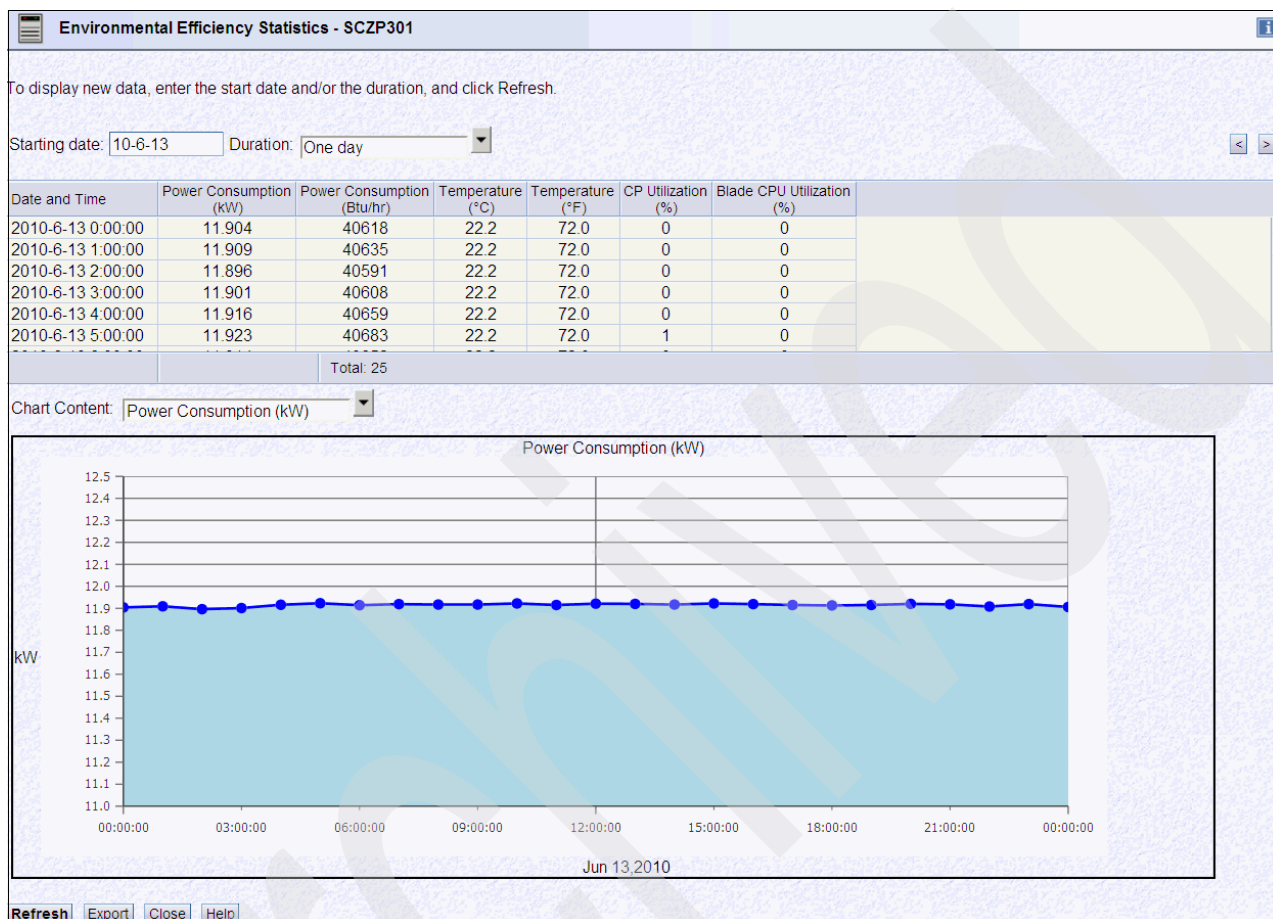 Environmental Efficiency Statistics - SCZP301
i
To display new data, enter the start date and/or the duration, and click Refresh.
Starting date: 10-6-13 Duration: One day < >
Date and Time Power Consumption (kW) Power Consumption (Btu/hr) Temperature (°C) Temperature (°F) CP Utilization (%) Blade CPU Utilization (%)
2010-6-13 0:00:00 11.904 40618 22.2 72.0 0 0
2010-6-13 1:00:00 11.909 40635 22.2 72.0 0 0
2010-6-13 2:00:00 11.896 40591 22.2 72.0 0 0
2010-6-13 3:00:00 11.901 40608 22.2 72.0 0 0
2010-6-13 4:00:00 11.916 40659 22.2 72.0 0 0
2010-6-13 5:00:00 11.923 40683 22.2 72.0 1 0
Total: 25
Chart Content: Power Consumption (kW)
Power Consumption (kW)
12.5
12.4
12.3
12.2
12.1
12.0
11.9
11.8
11.7
kW
11.6
11.5
11.4
11.3
11.2
11.1
11.0
00:00:00 03:00:00 06:00:00 09:00:00 12:00:00 15:00:00 18:00:00 21:00:00 00:00:00
Jun 13,2010
Refresh Export Close Help